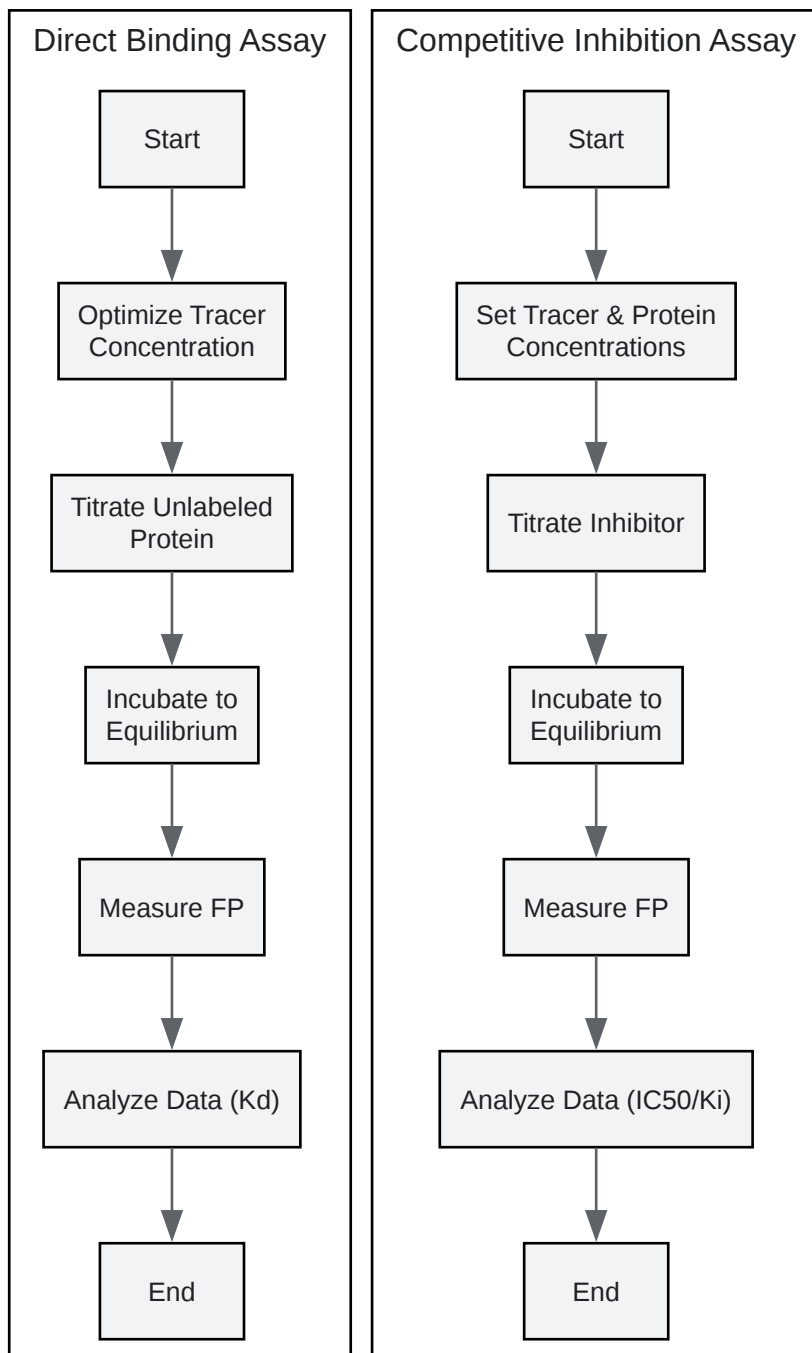 Direct Binding Assay
Start
Optimize Tracer
Concentration
Titrate Unlabeled
Protein
Incubate to
Equilibrium
Measure FP
Analyze Data (Kd)
End
Competitive Inhibition Assay
Start
Set Tracer & Protein
Concentrations
Titrate Inhibitor
Incubate to
Equilibrium
Measure FP
Analyze Data (IC50/Ki)
End